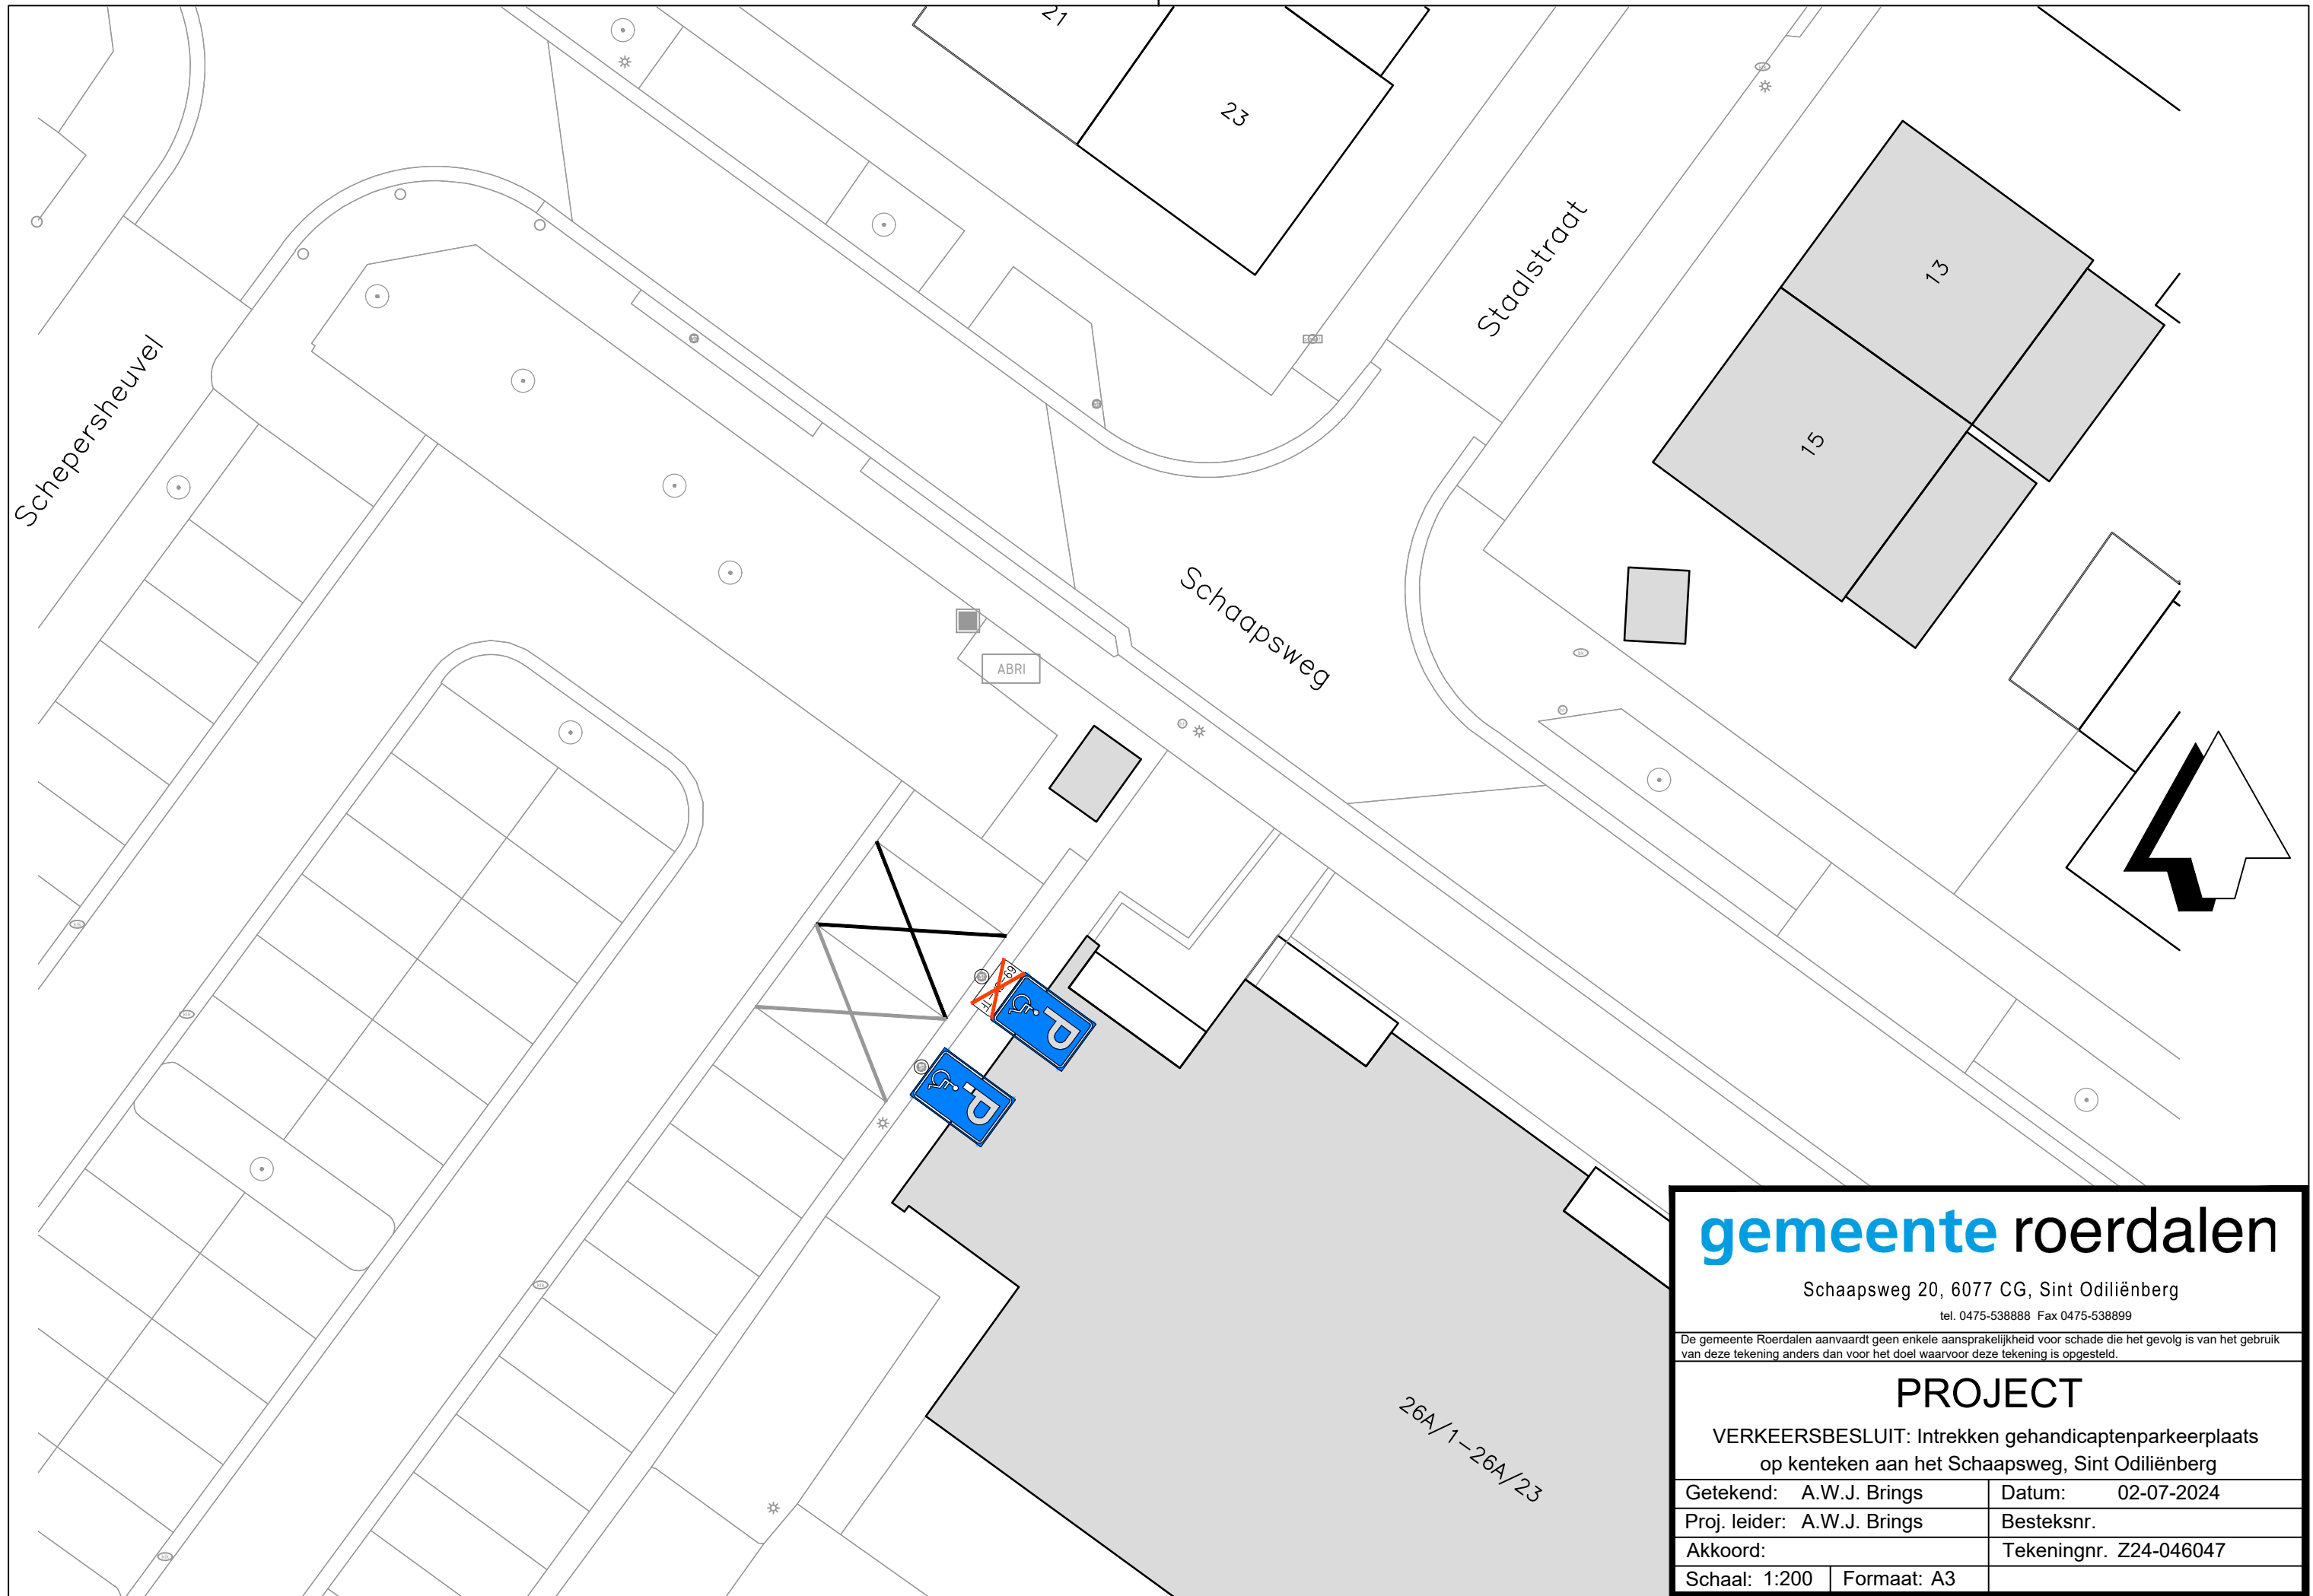 21
23
Staalstraat
13
15
Schepersheuvel
Schaapsweg
ABRI
P
P
26A/1-26A/23
gemeente roerdalen
Schaapsweg 20, 6077 CG, Sint Odiliënberg
tel. 0475-538888 Fax 0475-538899
De gemeente Roerdalen aanvaardt geen enkele aansprakelijkheid voor schade die het gevolg is van het gebruik
van deze tekening anders dan voor het doel waarvoor deze tekening is opgesteld.
PROJECT
VERKEERSBESLUIT: Intrekken gehandicaptenparkeerplaats
op kenteken aan het Schaapsweg, Sint Odiliënberg
Getekend: A.W.J. Brings Datum: 02-07-2024
Proj. leider: A.W.J. Brings Besteksnr.
Akkoord: Tekeningnr. Z24-046047
Schaal: 1:200 Formaat: A3